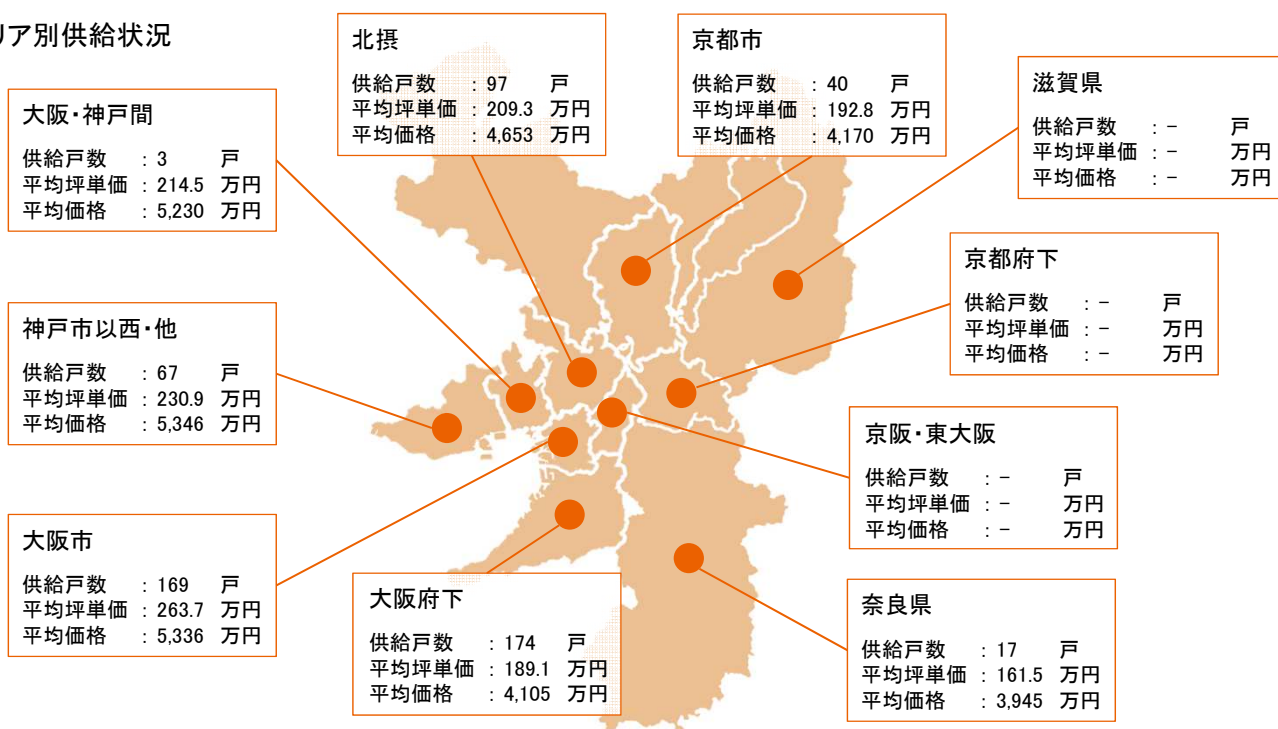 リア別供給状況
北摂
供給戸数 : 97 戸
平均坪単価 : 209.3 万円
平均価格 : 4,653 万円
京都市
供給戸数 : 40 戸
平均坪単価 : 192.8 万円
平均価格 : 4,170 万円
滋賀県
供給戸数 : - 戸
平均坪単価 : - 万円
平均価格 : - 万円
大阪・神戸間
供給戸数 : 3 戸
平均坪単価 : 214.5 万円
平均価格 : 5,230 万円
京都府下
供給戸数 : - 戸
平均坪単価 : - 万円
平均価格 : - 万円
神戸市以西・他
供給戸数 : 67 戸
平均坪単価 : 230.9 万円
平均価格 : 5,346 万円
京阪・東大阪
供給戸数 : - 戸
平均坪単価 : - 万円
平均価格 : - 万円
大阪市
供給戸数 : 169 戸
平均坪単価 : 263.7 万円
平均価格 : 5,336 万円
大阪府下
供給戸数 : 174 戸
平均坪単価 : 189.1 万円
平均価格 : 4,105 万円
奈良県
供給戸数 : 17 戸
平均坪単価 : 161.5 万円
平均価格 : 3,945 万円